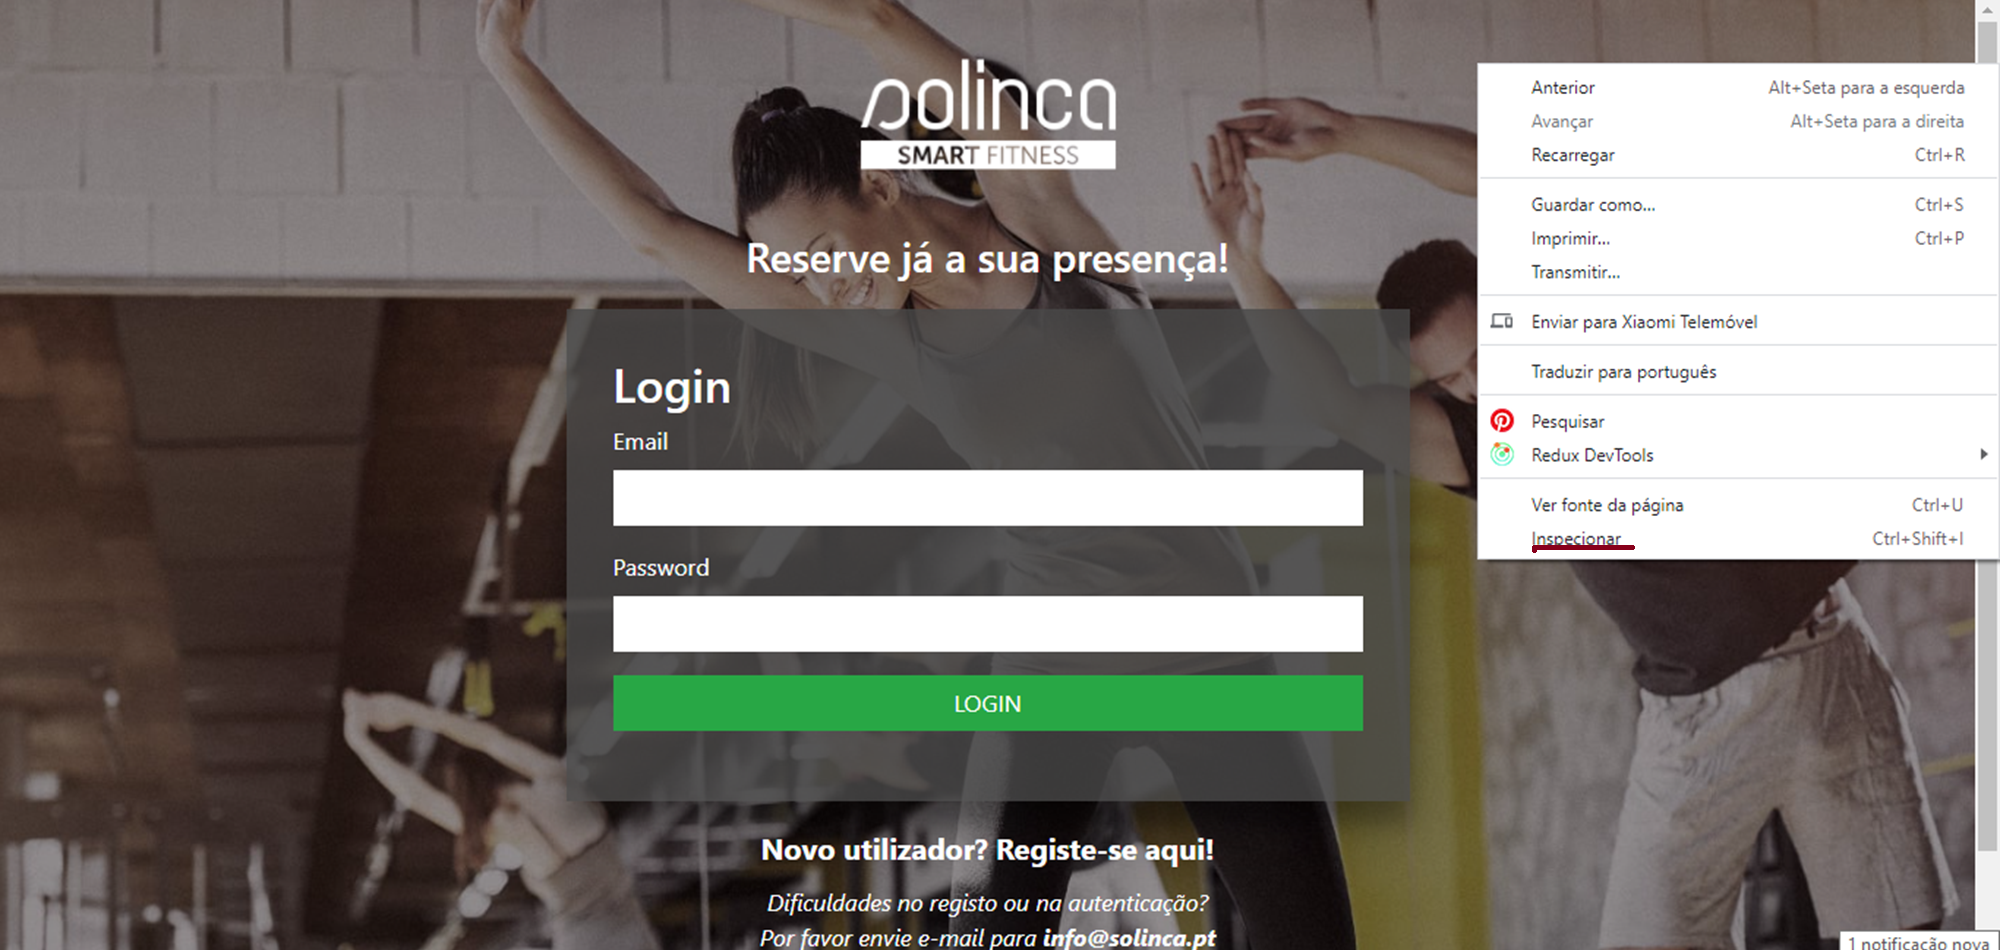 solinca
SMART FITNESS
Reserve já a sua presença!
Login
Email
Password
LOGIN
Novo utilizador? Registe-se aqui!
Dificuldades no registo ou na autenticação?
Por favor envie e-mail para info@solinca.pt
Anterior Alt+Seta para a esquerda
Avançar Alt+Seta para a direita
Recarregar Ctrl+R
Guardar como... Ctrl+S
Imprimir... Ctrl+P
Transmitir...
Enviar para Xiaomi Telemóvel
Traduzir para português
Pesquisar
Redux DevTools
Ver fonte da página Ctrl+U
Inspecionar Ctrl+Shift+I
1 notificação nova